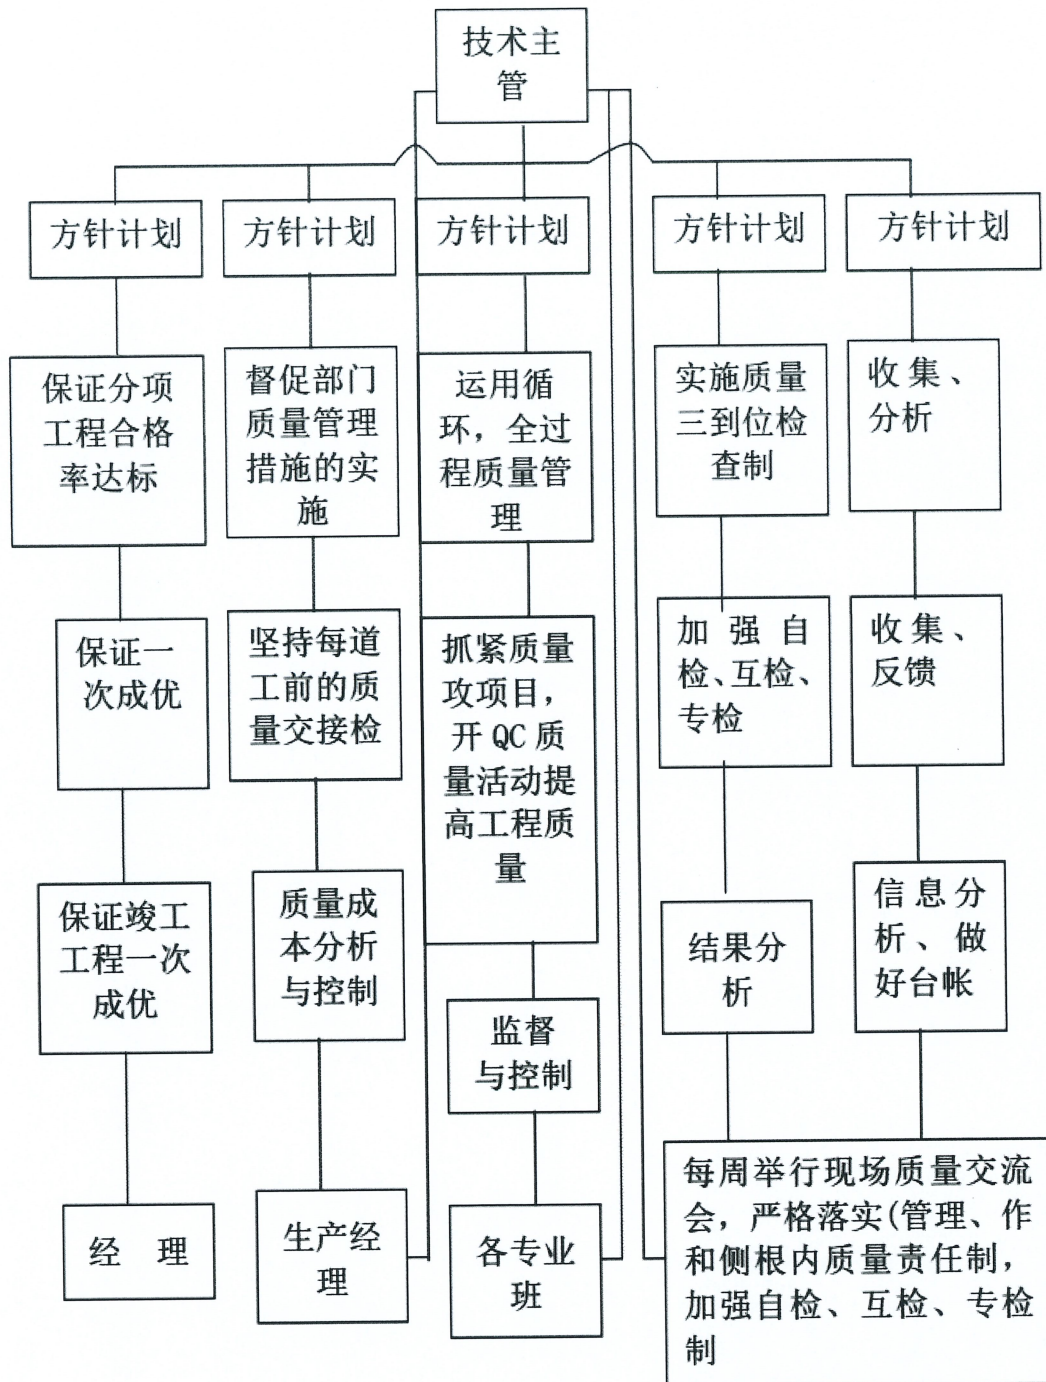 技术主
管
方针计划
方针计划
方针计划
方针计划
方针计划
保证分项
工程合格
率达标
督促部门
质量管理
措施的实
施
运用循
环，全过
程质量管
理
实施质量
三到位检
查制
收集、
分析
保证一
次成优
坚持每道
工前的质
量交接检
抓紧质量
攻项目，
开QC质
量活动提
高工程质
量
加强自
检、互检、
专检
收集、
反馈
保证竣工
工程一次
成优
质量成
本分析
与控制
监督
与控制
结果分
析
信息分
析、做
好台帐
经理
生产经
理
各专业
班
每周举行现场质量交流
会，严格落实(管理、作
和侧根内质量责任制，
加强自检、互检、专检
制